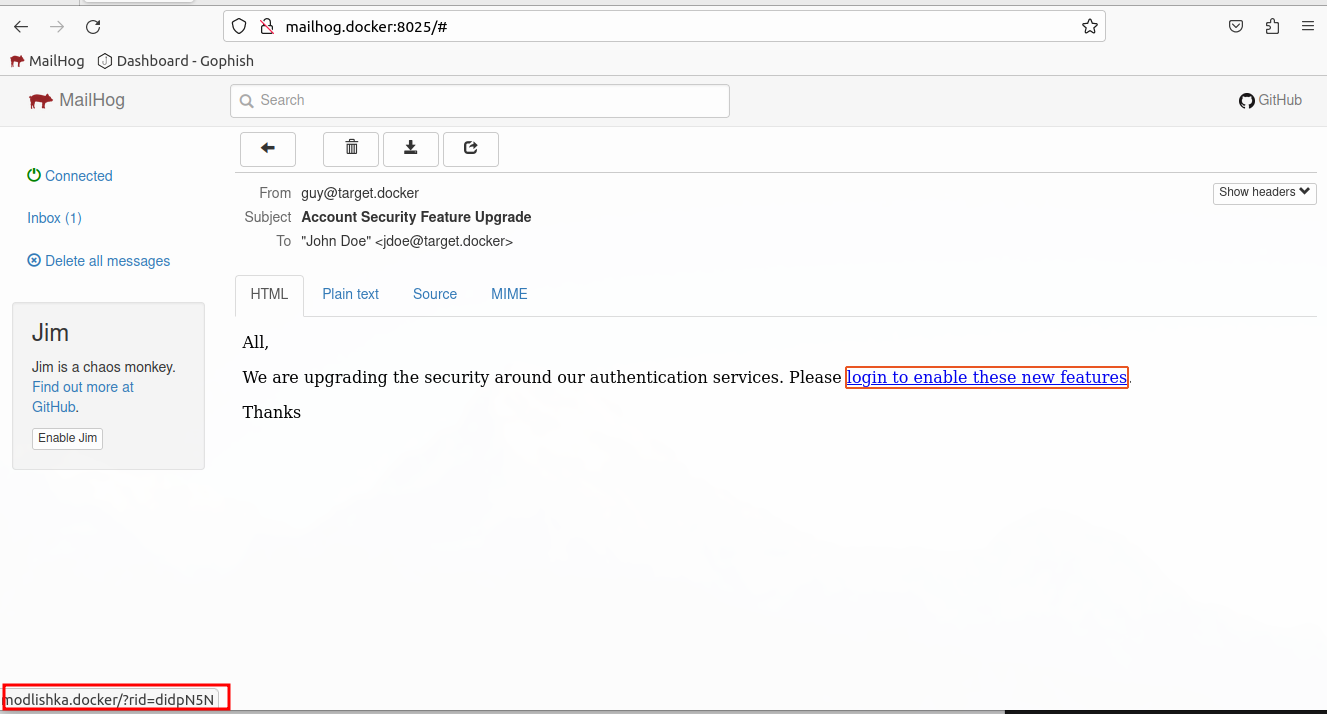 mailhog.docker:8025/#
MailHog Dashboard - Gophish
MailHog Search GitHub
Connected
Inbox (1)
Delete all messages
Jim
Jim is a chaos monkey.
Find out more at
GitHub.
Enable Jim
From guy@target.docker
Show headers
Subject Account Security Feature Upgrade
To "John Doe" <jdoe@target.docker>
HTML Plain text Source MIME
All,
We are upgrading the security around our authentication services. Please login to enable these new features.
Thanks
modlishka.docker/?rid=didpN5N